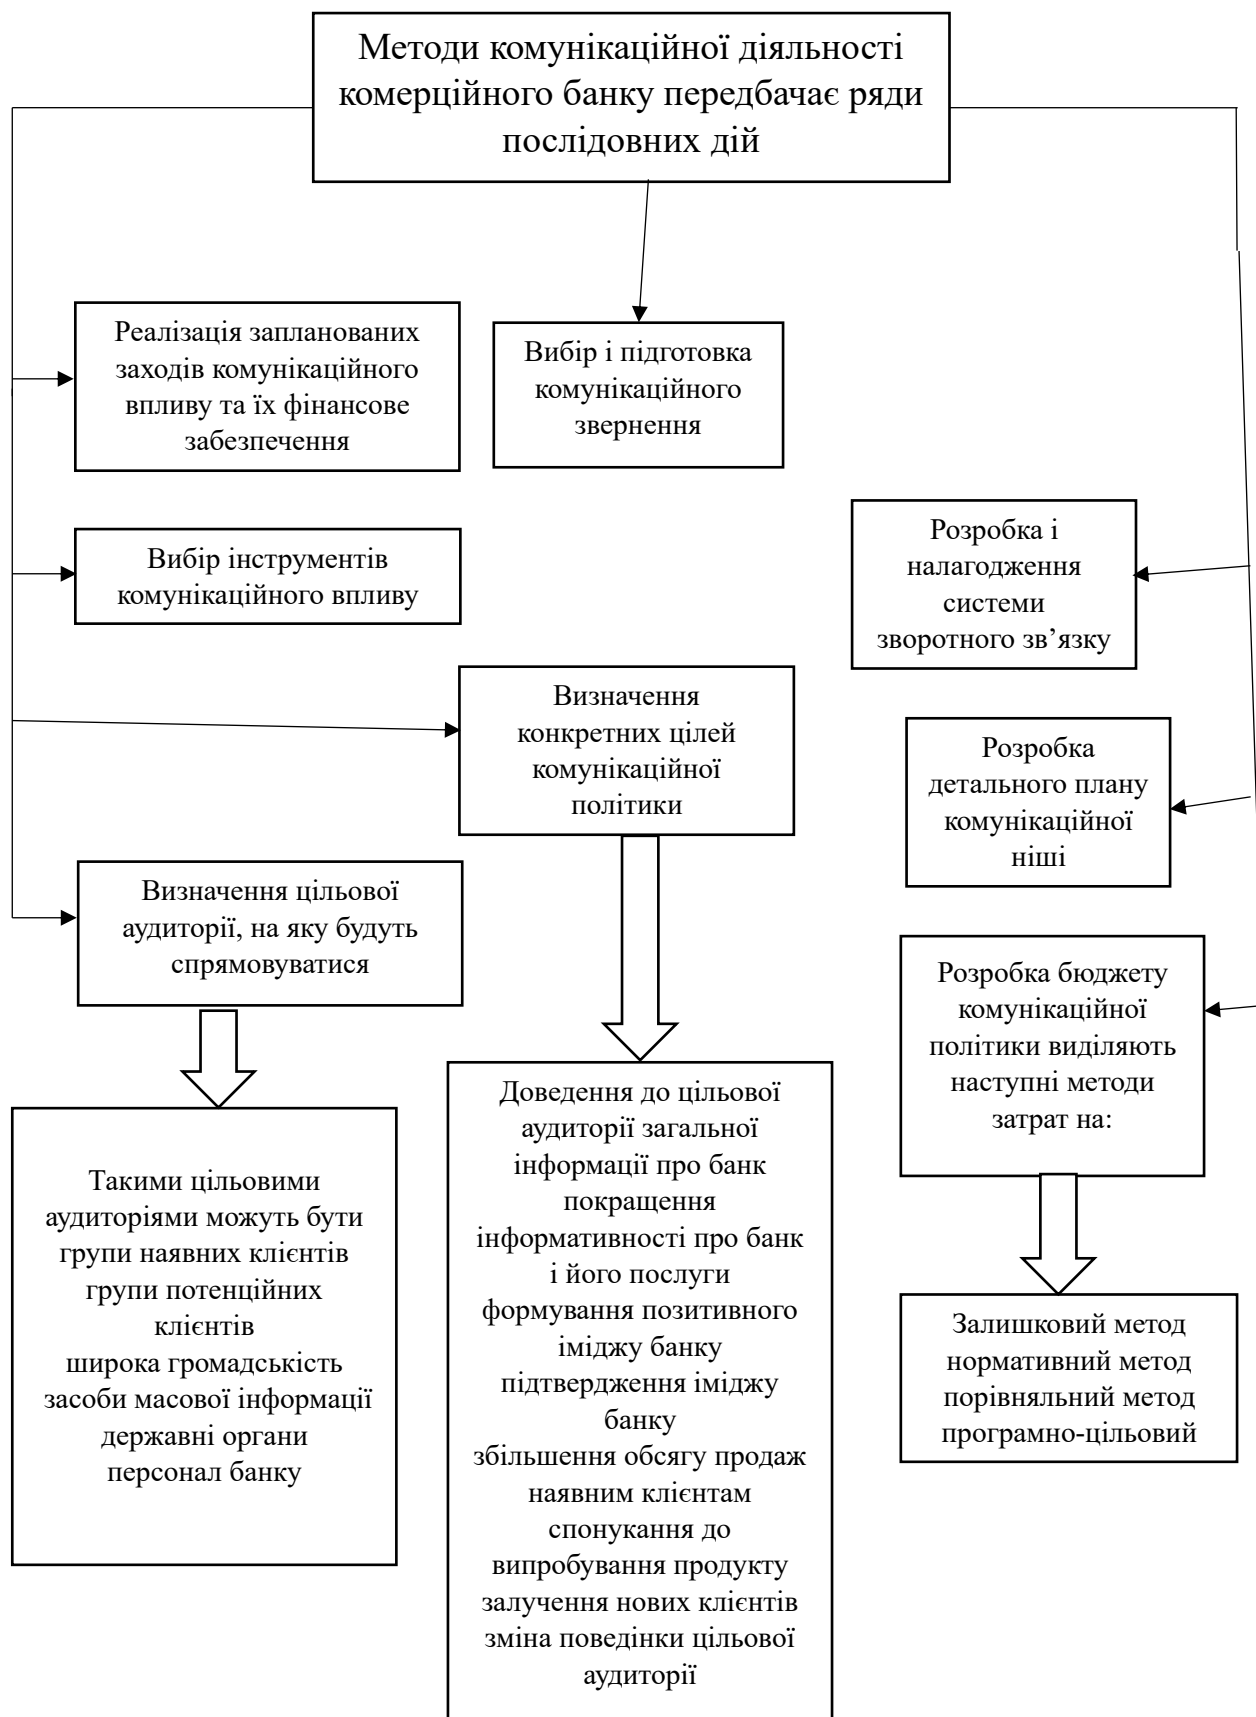 Методи комунікаційної діяльності
комерційного банку передбачає ряди
послідовних дій
Реалізація запланованих
заходів комунікаційного
впливу та їх фінансове
забезпечення
Вибір і підготовка
комунікаційного
звернення
Вибір інструментів
комунікаційного впливу
Розробка і
налагодження
системи
зворотного зв’язку
Визначення
конкретних цілей
комунікаційної
політики
Розробка
детального плану
комунікаційної
ніші
Визначення цільової
аудиторії, на яку будуть
спрямовуватися
Розробка бюджету
комунікаційної
політики виділяють
наступні методи
затрат на:
Такими цільовими
аудиторіями можуть бути
групи наявних клієнтів
групи потенційних
клієнтів
широка громадськість
засоби масової інформації
державні органи
персонал банку
Доведення до цільової
аудиторії загальної
інформації про банк
покращення
інформативності про банк
і його послуги
формування позитивного
іміджу банку
підтвердження іміджу
банку
збільшення обсягу продаж
наявним клієнтам
спонукання до
випробування продукту
залучення нових клієнтів
зміна поведінки цільової
аудиторії
Залишковий метод
нормативний метод
порівняльний метод
програмно-цільовий